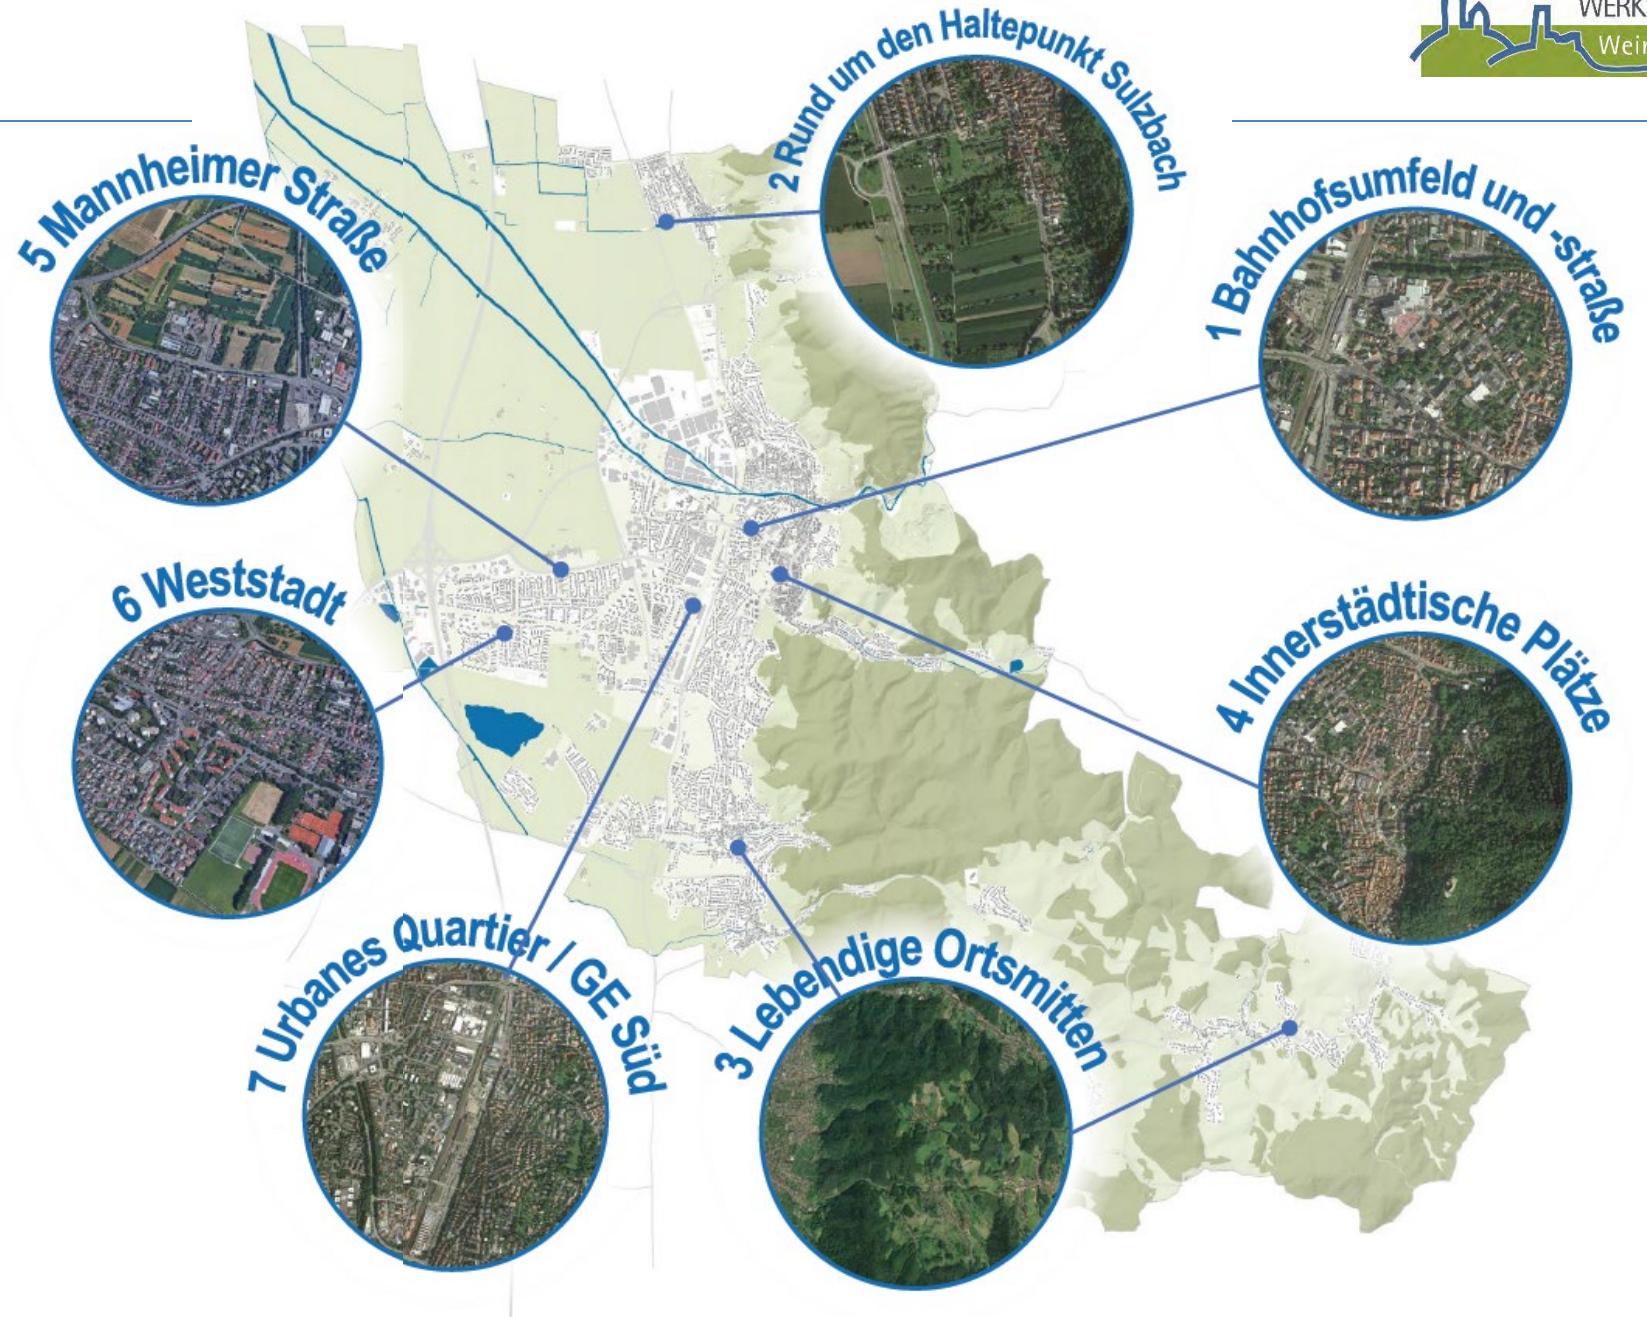 WERK
Wein
2 Rund um den Haltepunkt Sulzbach
5 Mannheimer Straße
1 Bahnhofsumfeld und -straße
6 Weststadt
4 Innerstädtische Plätze
7 Urbanes Quartier / GE Süd
3 Lebendige Ortsmitten